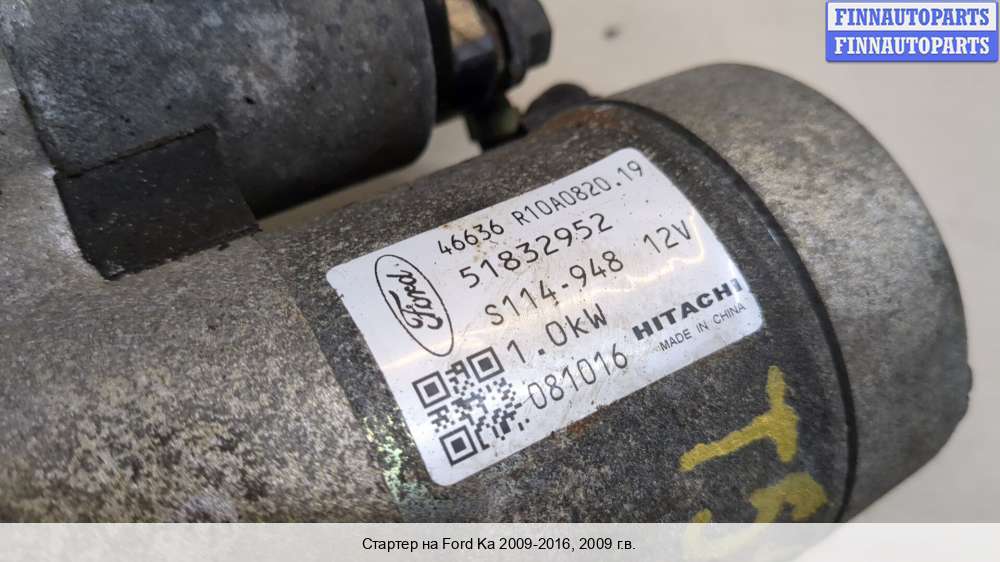 FINNAUTOPARTS
FINNAUTOPARTS
46636 R10A0820.19
Ford
51832952
S114-948 12V
1.0kW HITACHI
081016 MADE IN CHINA
Стартер на Ford Ka 2009-2016, 2009 г.в.